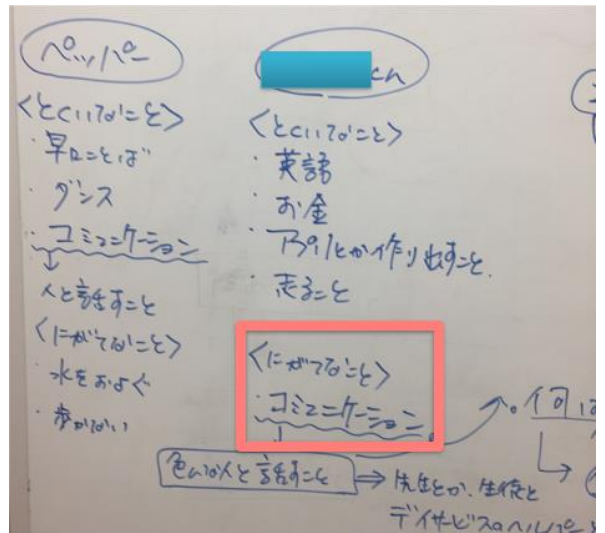 ペッパー
<とくいなこと>
・早口ことば
・ダンス
・コミュニケーション
↓
人と話すこと
<にがてなこと>
・水をおよぐ
・歩かない
くん
<とくいなこと>
・英語
・お金
・アプリとか作り出すこと.
・走ること
<にがてなこと>
・コミュニケーション
↓
色んな人と話すこと
⇒ 先生とか、生徒と
デイサービスのヘルパー
・何